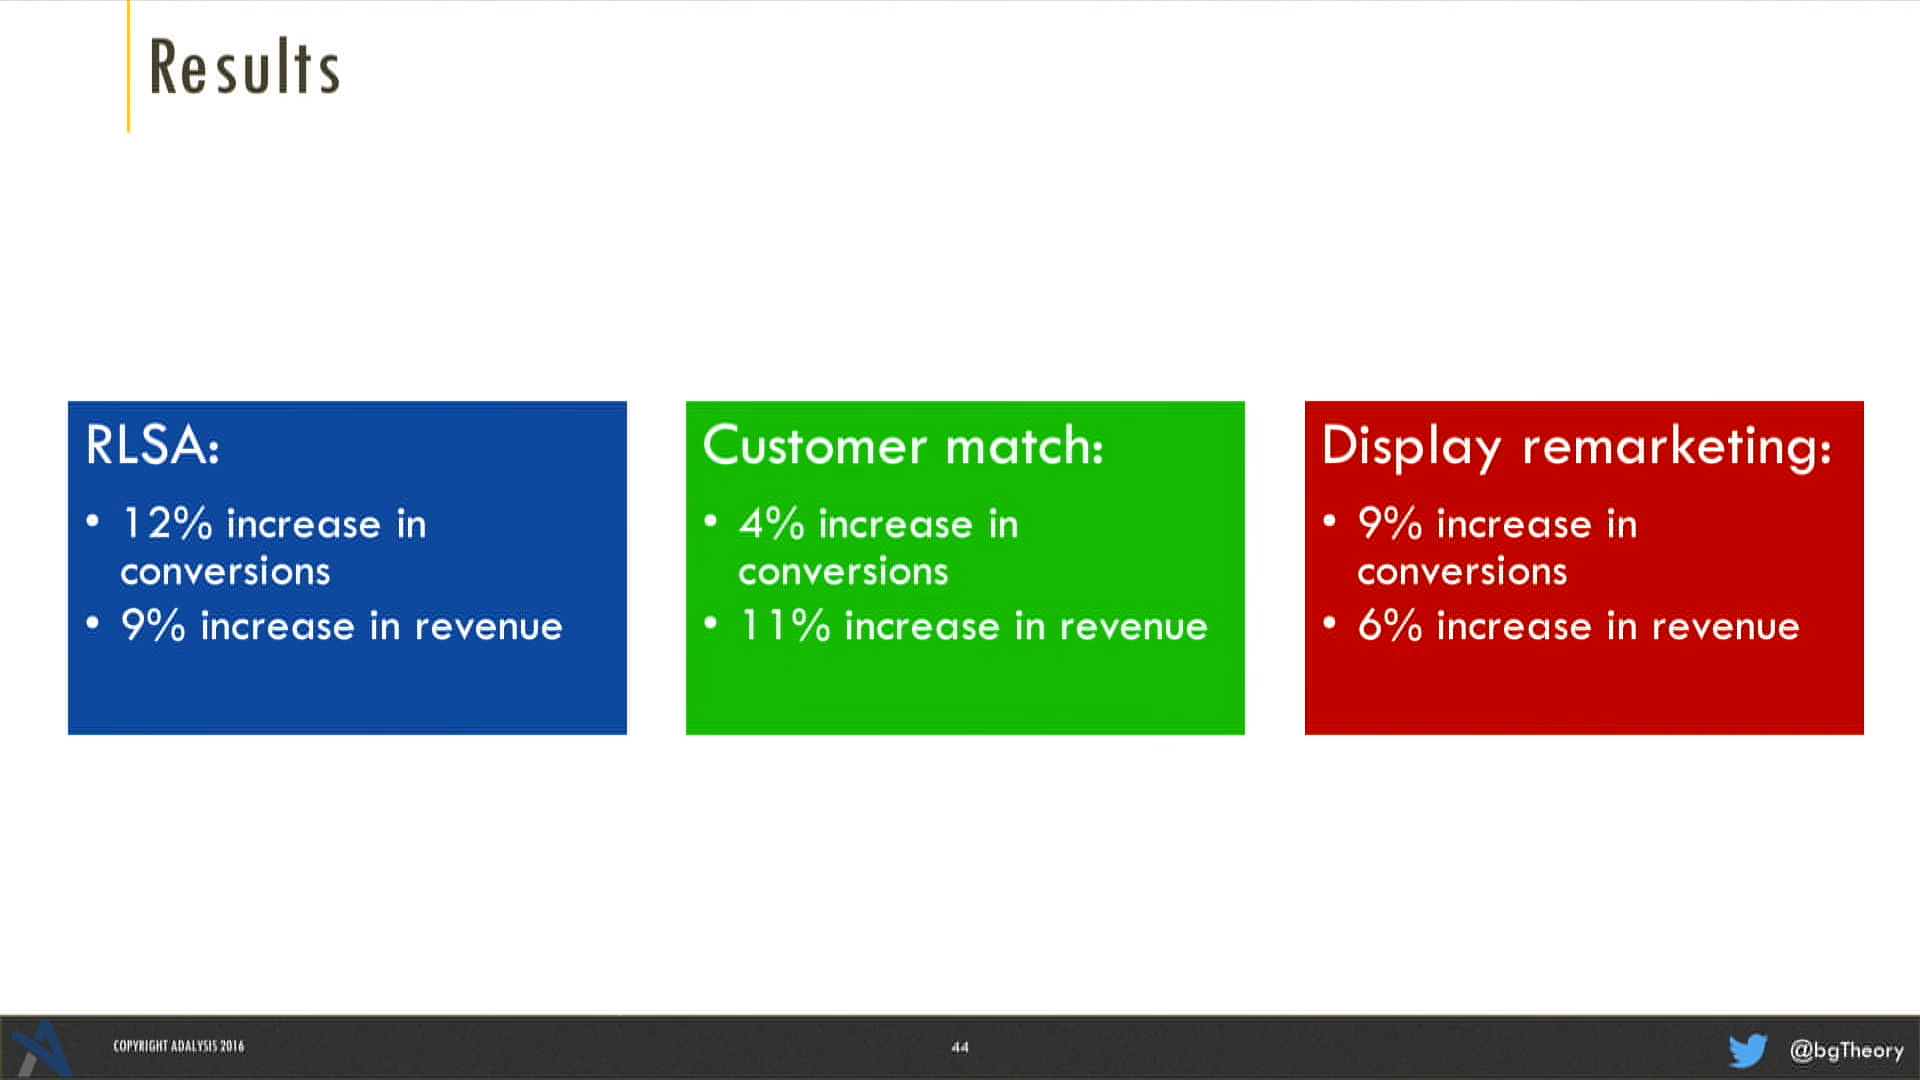 Results
RLSA:
• 12% increase in
conversions
• 9% increase in revenue
Customer match:
• 4% increase in
conversions
• 11% increase in revenue
Display remarketing:
• 9% increase in
conversions
• 6% increase in revenue
COPYRIGHT ADALYSIS 2016
44
@bgTheory